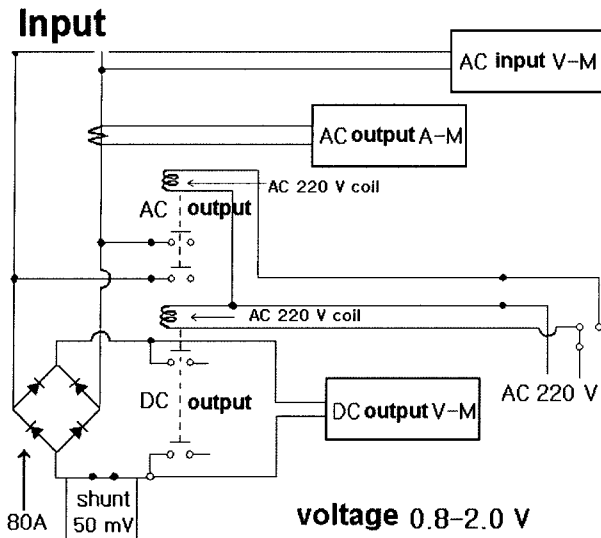 Input
AC input V-M
AC output A-M
AC 220 V coil
AC output
AC 220 V coil
AC 220 V
DC output
DC output V-M
80A
shunt
50 mV
voltage 0.8-2.0 V